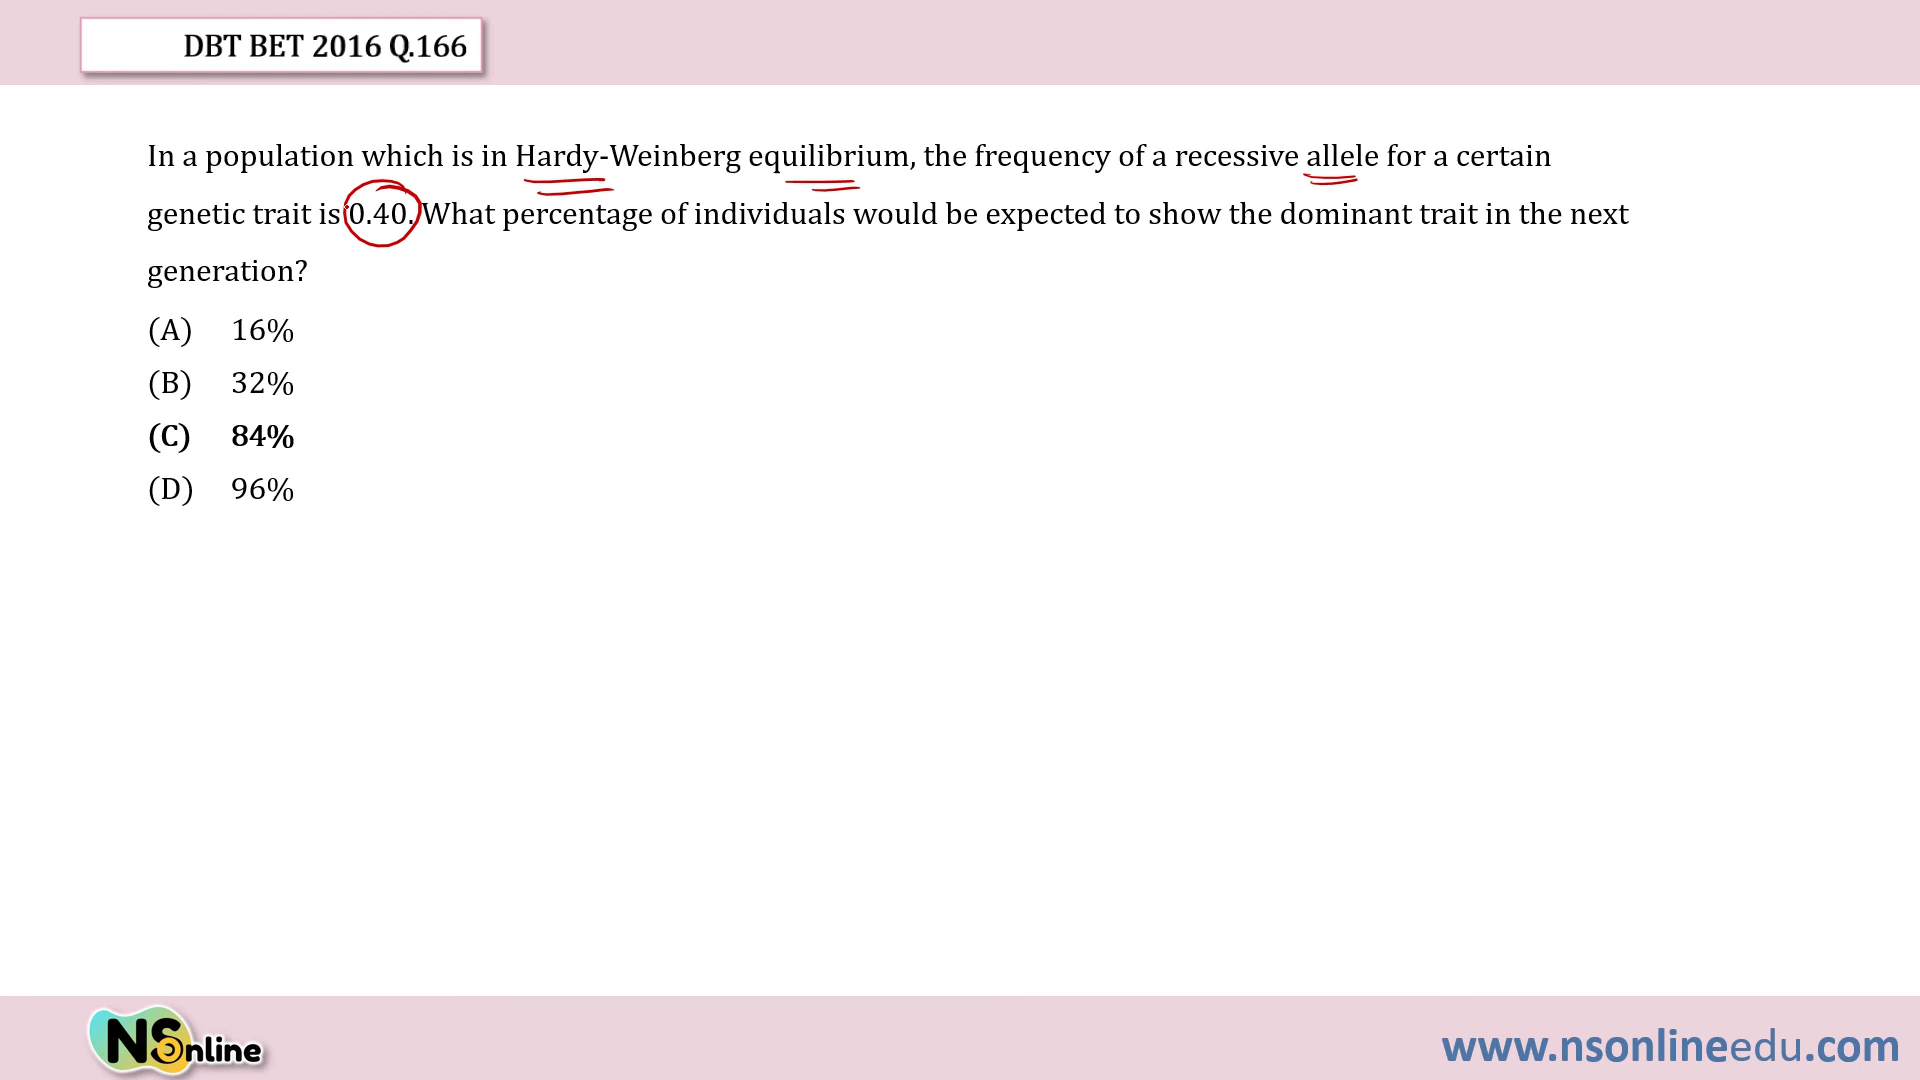 DBT BET 2016 Q.166
In a population which is in Hardy-Weinberg equilibrium, the frequency of a recessive allele for a certain
genetic trait is 0.40. What percentage of individuals would be expected to show the dominant trait in the next
generation?
(A) 16%
(B) 32%
(C) 84%
(D) 96%
NSOnline
www.nsonlineedu.com